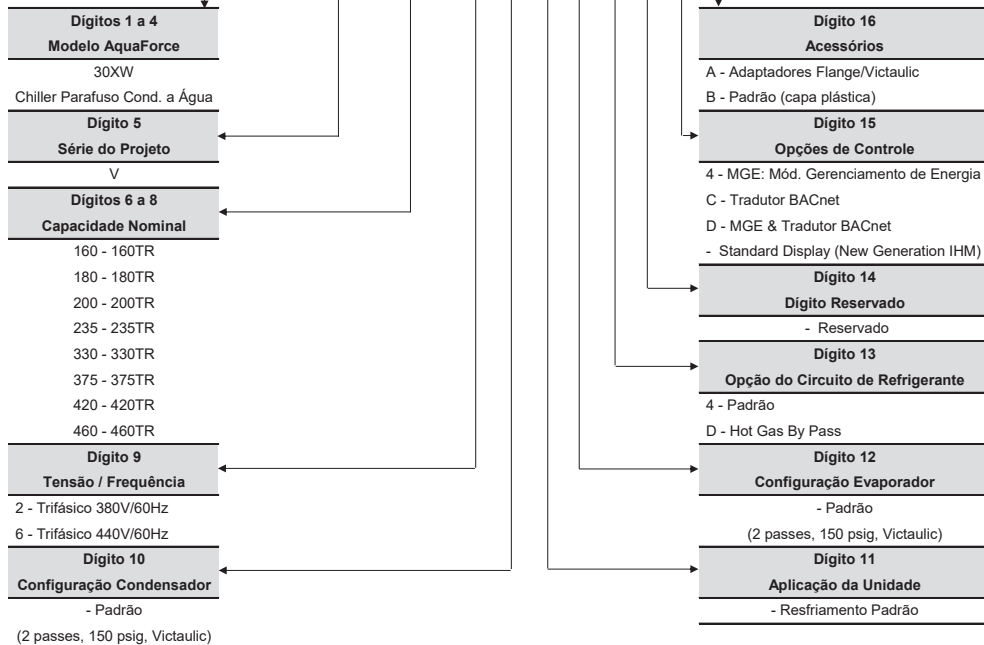 Dígitos 1 a 4
Modelo AquaForce
30XW
Chiller Parafuso Cond. a Água
Dígito 5
Série do Projeto
V
Dígitos 6 a 8
Capacidade Nominal
160 - 160TR
180 - 180TR
200 - 200TR
235 - 235TR
330 - 330TR
375 - 375TR
420 - 420TR
460 - 460TR
Dígito 9
Tensão / Frequência
2 - Trifásico 380V/60Hz
6 - Trifásico 440V/60Hz
Dígito 10
Configuração Condensador
- Padrão
(2 passes, 150 psig, Victaulic)
Dígito 16
Acessórios
A - Adaptadores Flange/Victaulic
B - Padrão (capa plástica)
Dígito 15
Opções de Controle
4 - MGE: Mód. Gerenciamento de Energia
C - Tradutor BACnet
D - MGE & Tradutor BACnet
- Standard Display (New Generation IHM)
Dígito 14
Dígito Reservado
- Reservado
Dígito 13
Opção do Circuito de Refrigerante
4 - Padrão
D - Hot Gas By Pass
Dígito 12
Configuração Evaporador
- Padrão
(2 passes, 150 psig, Victaulic)
Dígito 11
Aplicação da Unidade
- Resfriamento Padrão